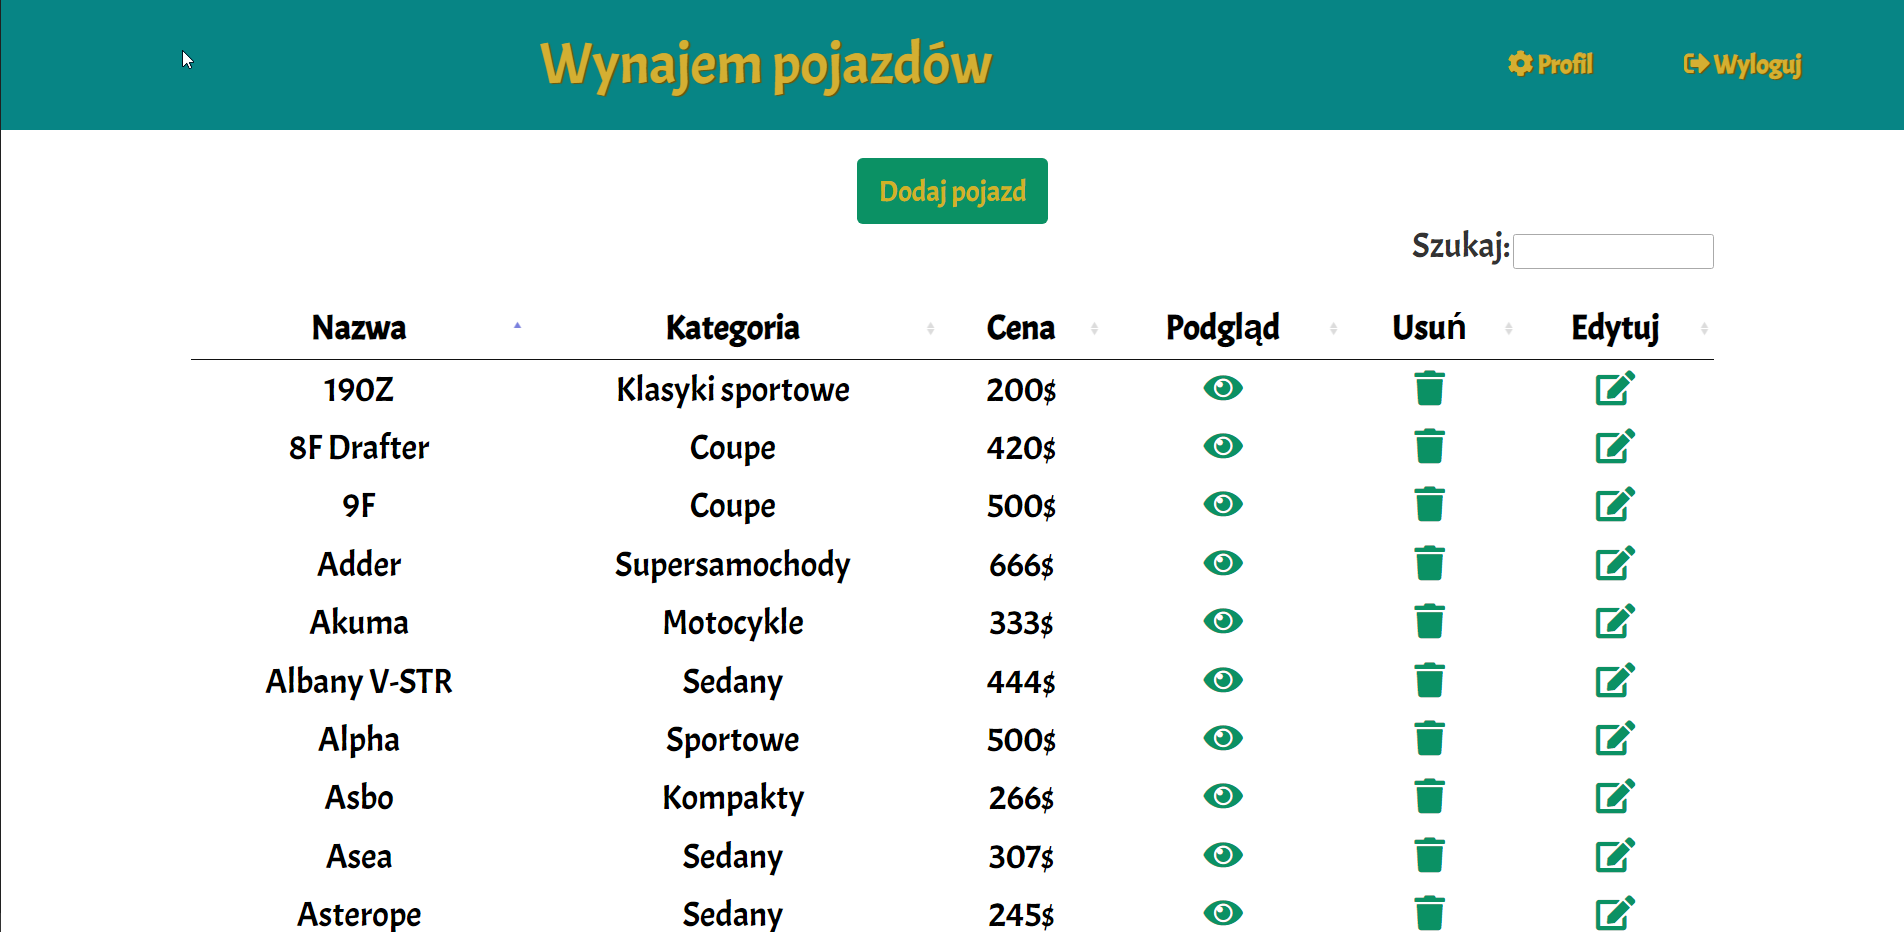 Wynajem pojazdów
Profil
Wyloguj
Dodaj pojazd
Szukaj:
Nazwa Kategoria Cena Podgląd Usuń Edytuj
190Z Klasyki sportowe 200$
8F Drafter Coupe 420$
9F Coupe 500$
Adder Supersamochody 666$
Akuma Motocykle 333$
Albany V-STR Sedany 444$
Alpha Sportowe 500$
Asbo Kompakty 266$
Asea Sedany 307$
Asterope Sedany 245$